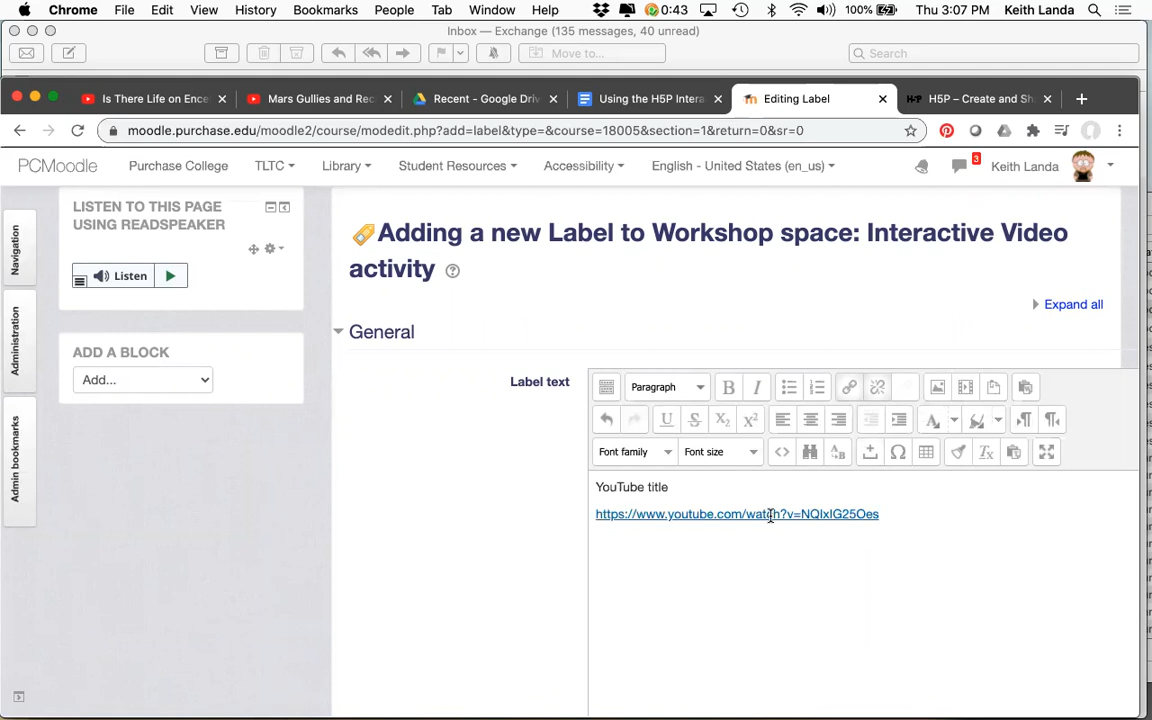 Chrome File Edit View History Bookmarks People Tab Window Help 0:43 100% Thu 3:07 PM Keith Landa
Inbox — Exchange (135 messages, 40 unread)
Move to... Search
Is There Life on Ence Mars Gullies and Rec Recent - Google Driv Using the H5P Intera Editing Label H5P – Create and Sh
moodle.purchase.edu/moodle2/course/modedit.php?add=label&type=&course=18005&section=1&return=0&sr=0
PCMoodle Purchase College TLTC Library Student Resources Accessibility English - United States (en_us) 3 Keith Landa
Navigation
Administration
Admin bookmarks
LISTEN TO THIS PAGE
USING READSPEAKER
Listen
ADD A BLOCK
Add...
Adding a new Label to Workshop space: Interactive Video
activity
Expand all
General
Label text
Paragraph B I
U S X2 X2 A
Font family Font size
YouTube title
https://www.youtube.com/watch?v=NQIxIG25Oes